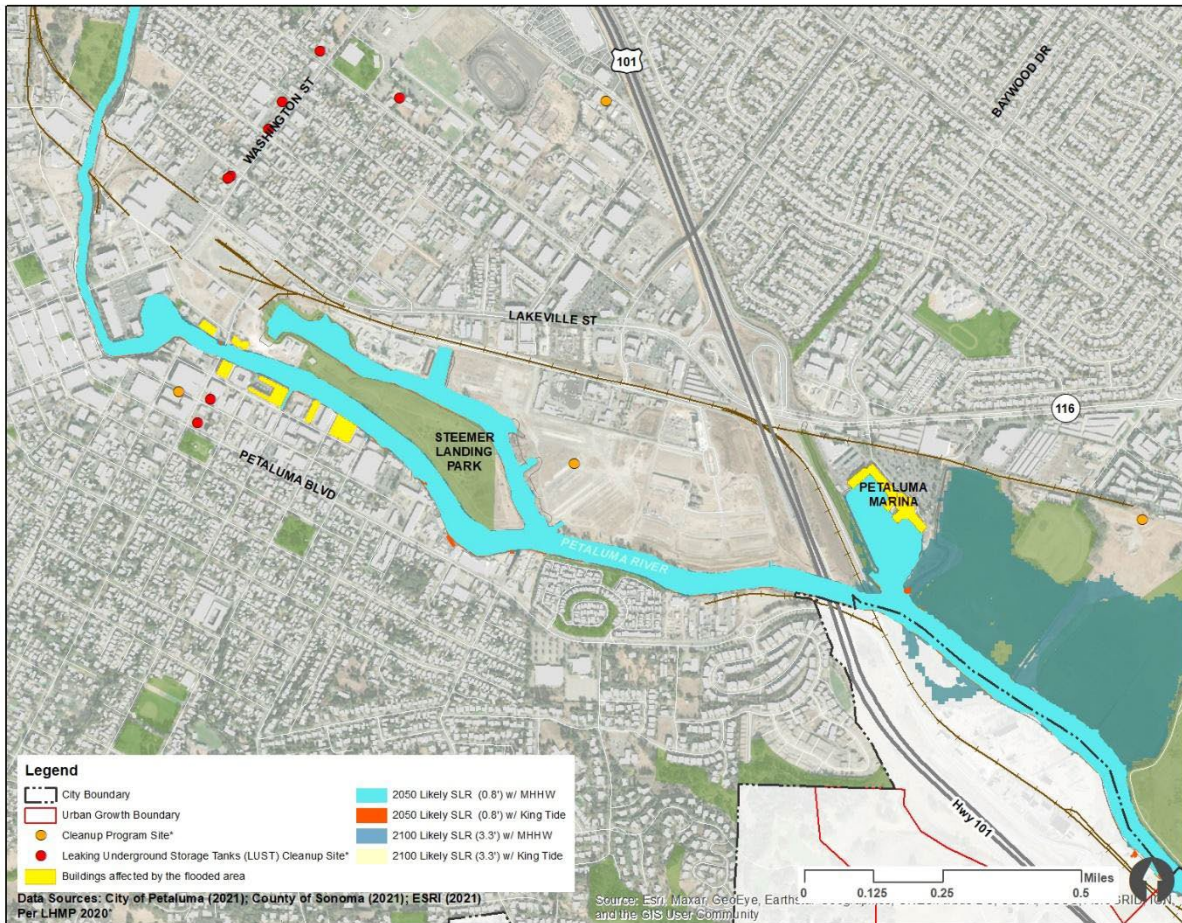 101
BAYWOOD DR
WASHINGTON ST
LAKEVILLE ST
116
STEEMER
LANDING
PARK
PETALUMA
MARINA
PETALUMA BLVD
PETALUMA RIVER
Hwy 101
Legend
City Boundary
Urban Growth Boundary
Cleanup Program Site*
Leaking Underground Storage Tanks (LUST) Cleanup Site*
Buildings affected by the flooded area
2050 Likely SLR (0.8') w/ MHHW
2050 Likely SLR (0.8') w/ King Tide
2100 Likely SLR (3.3') w/ MHHW
2100 Likely SLR (3.3') w/ King Tide
Miles
0 0.125 0.25 0.5
Data Sources: City of Petaluma (2021); County of Sonoma (2021); ESRI (2021)
Per LHMP 2020*
Source: Esri, Maxar, GeoEye,
and the GIS User Community